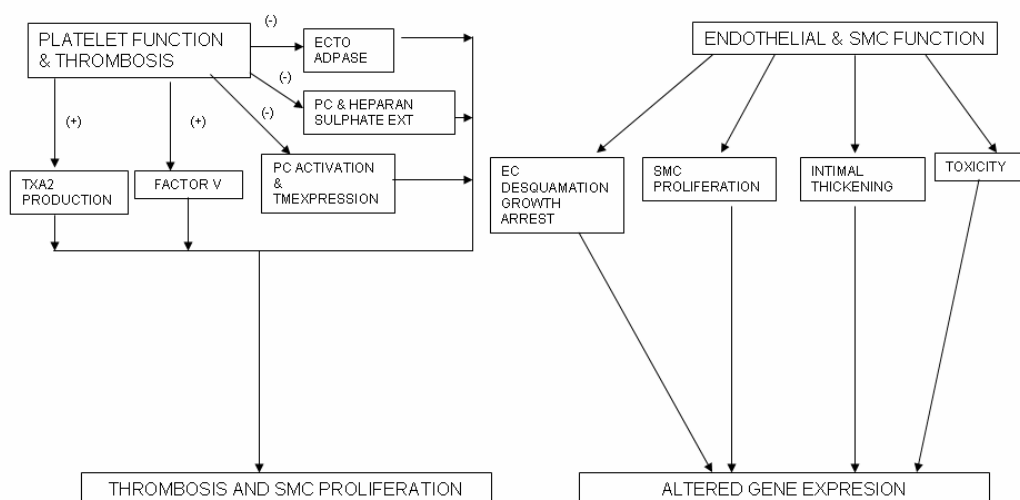 PLATELET FUNCTION
& THROMBOSIS
(-)
ECTO
ADPASE
(-)
PC & HEPARAN
SULPHATE EXT
(-)
PC ACTIVATION
&
TMEXPRESSION
(+)
(+)
TXA2
PRODUCTION
FACTOR V
ENDOTHELIAL & SMC FUNCTION
EC
DESQUAMATION
GROWTH
ARREST
SMC
PROLIFERATION
INTIMAL
THICKENING
TOXICITY
THROMBOSIS AND SMC PROLIFERATION
ALTERED GENE EXPRESION